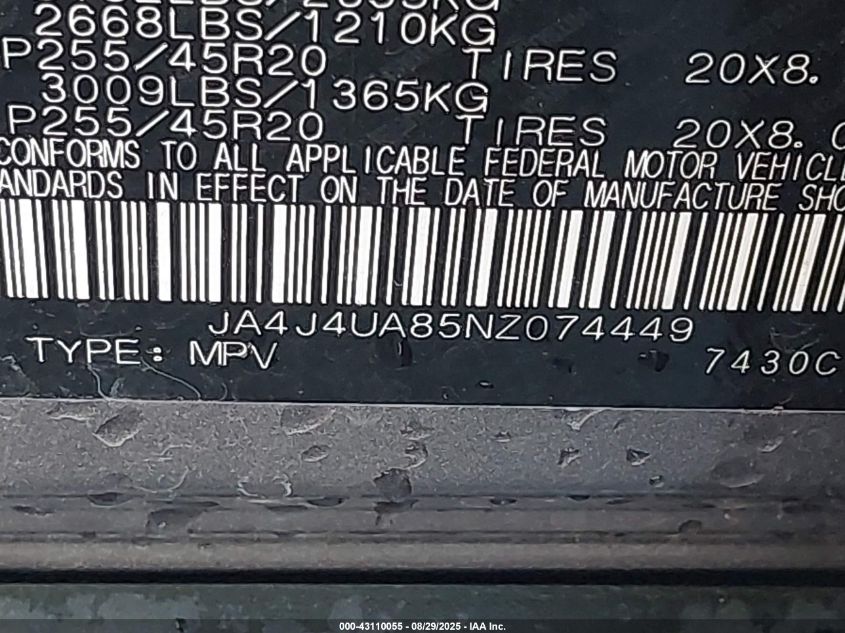 2668LBS/1210KG
P255/45R20 TIRES 20X8.
3009LBS/1365KG
P255/45R20 TIRES 20X8.
CONFORMS TO ALL APPLICABLE FEDERAL MOTOR VEHICLE
ANDARDS IN EFFECT ON THE DATE OF MANUFACTURE SHO
JA4J4UA85NZ074449
TYPE: MPV 7430C
000-43110055 - 08/29/2025 - IAA Inc.